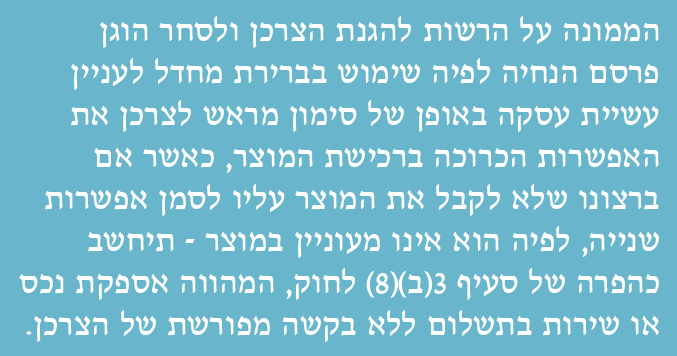 הממונה על הרשות להגנת הצרכן ולסחר הוגן
פרסם הנחיה לפיה שימוש בברירת מחדל לעניין
עשיית עסקה באופן של סימון מראש לצרכן את
האפשרות הכרוכה ברכישת המוצר, כאשר אם
ברצונו שלא לקבל את המוצר עליו לסמן אפשרות
שנייה, לפיה הוא אינו מעוניין במוצר - תיחשב
כהפרה של סעיף 3(ב)(8) לחוק, המהווה אספקת נכס
או שירות בתשלום ללא בקשה מפורשת של הצרכן.